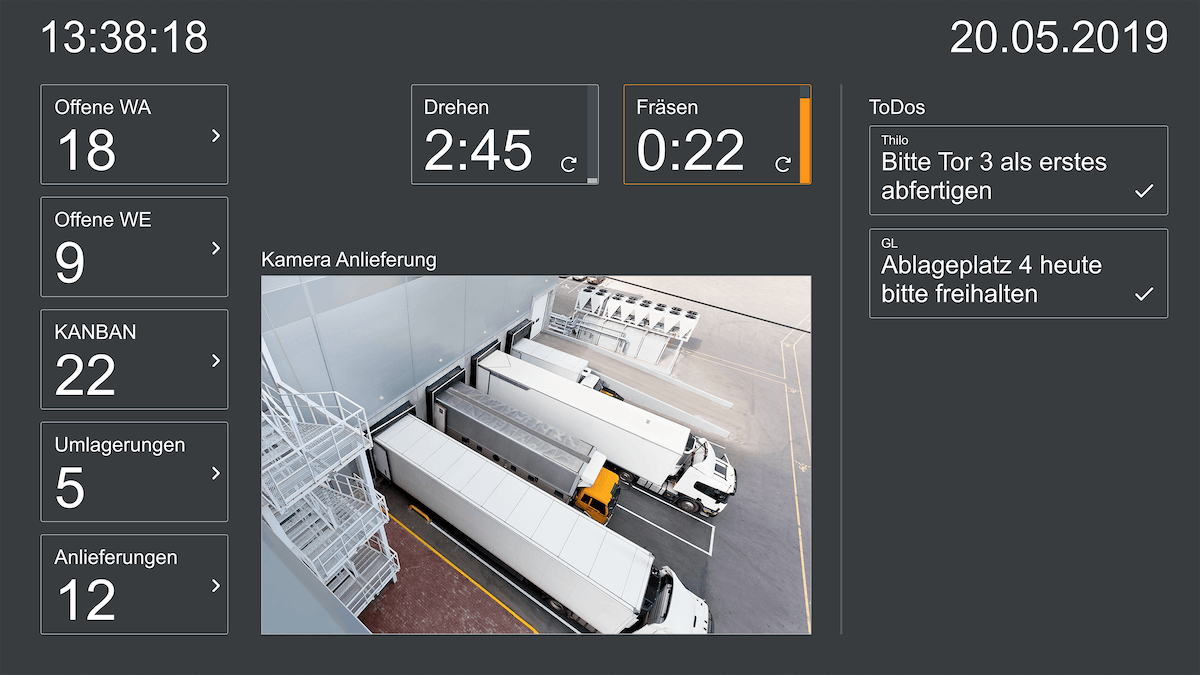 13:38:18
20.05.2019
Offene WA
18
Offene WE
9
KANBAN
22
Umlagerungen
5
Anlieferungen
12
Drehen
2:45
Fräsen
0:22
Kamera Anlieferung
ToDos
Thilo
Bitte Tor 3 als erstes
abfertigen
GL
Ablageplatz 4 heute
bitte freihalten